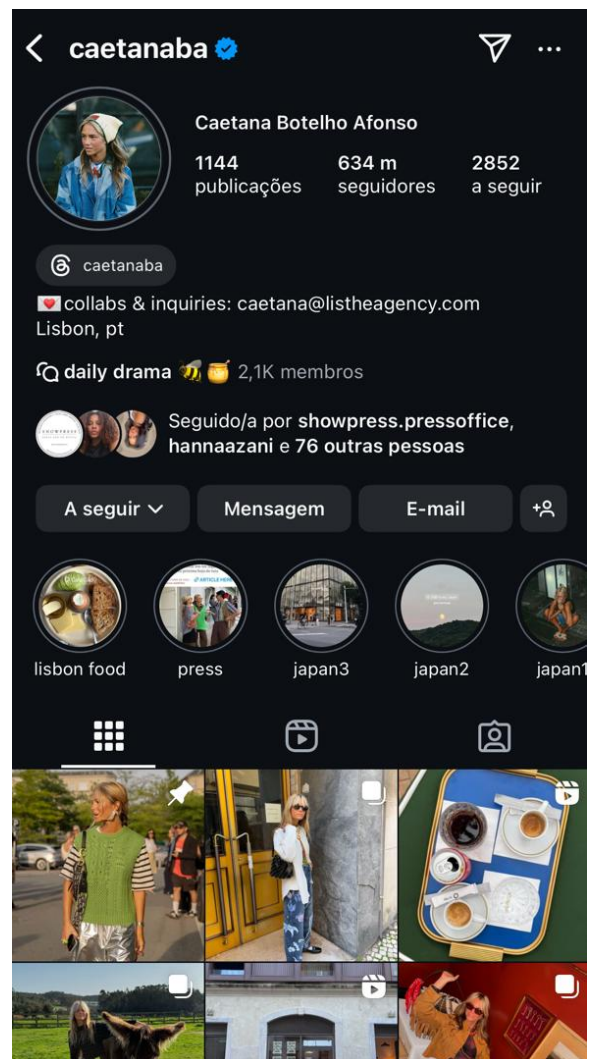 caetanaba
Caetana Botelho Afonso
1144 634 m 2852
publicações seguidores a seguir
caetanaba
💌 collabs & inquiries: caetana@listheagency.com
Lisbon, pt
daily drama 🐝🍯 2,1K membros
Seguido/a por showpress.pressoffice,
hannaazani e 76 outras pessoas
A seguir Mensagem E-mail
ARTICLE HERE
lisbon food press japan3 japan2 japan1